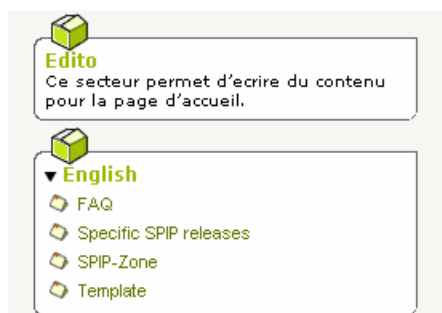 Edito
Ce secteur permet d'ecrire du contenu
pour la page d'accueil.
English
FAQ
Specific SPIP releases
SPIP-Zone
Template